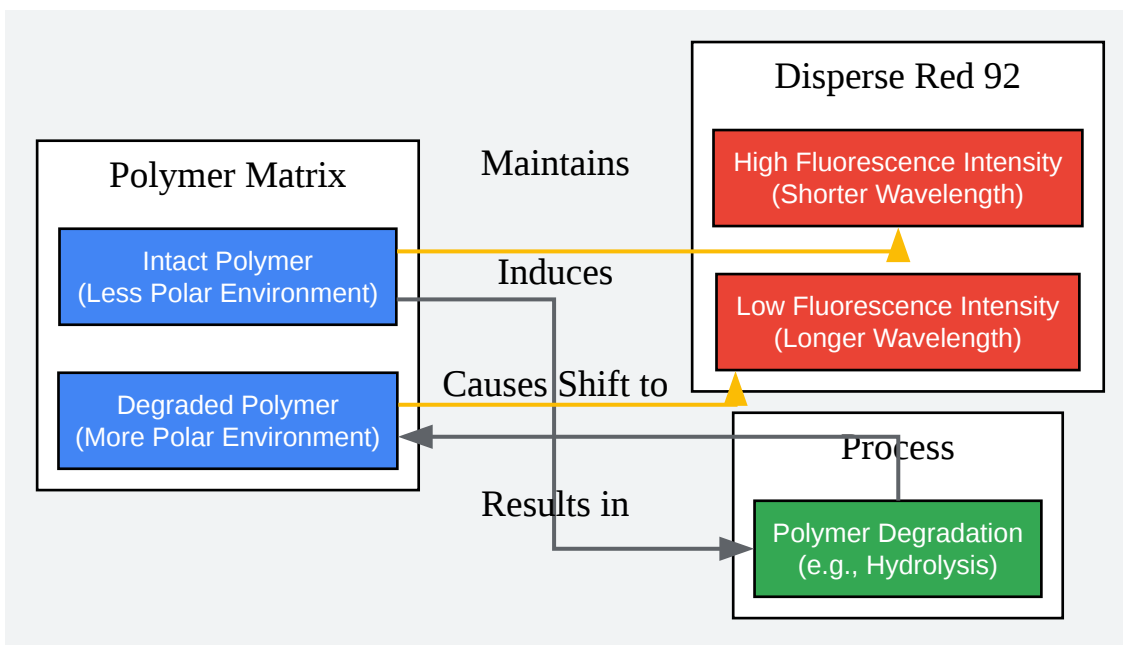 Polymer Matrix
Intact Polymer
(Less Polar Environment)
Degraded Polymer
(More Polar Environment)
Maintains
Induces
Causes Shift to
Results in
Disperse Red 92
High Fluorescence Intensity
(Shorter Wavelength)
Low Fluorescence Intensity
(Longer Wavelength)
Process
Polymer Degradation
(e.g., Hydrolysis)